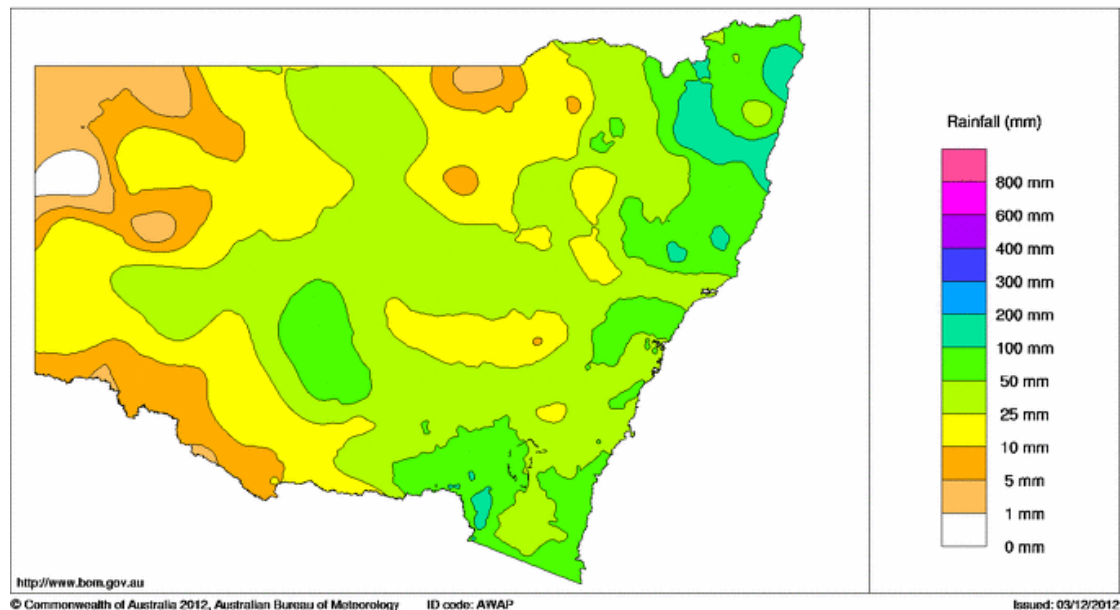 Rainfall (mm)
800 mm
600 mm
400 mm
300 mm
200 mm
100 mm
50 mm
25 mm
10 mm
5 mm
1 mm
0 mm
http://www.bom.gov.au
© Commonwealth of Australia 2012, Australian Bureau of Meteorology ID code: AWAP Issued: 03/12/2012